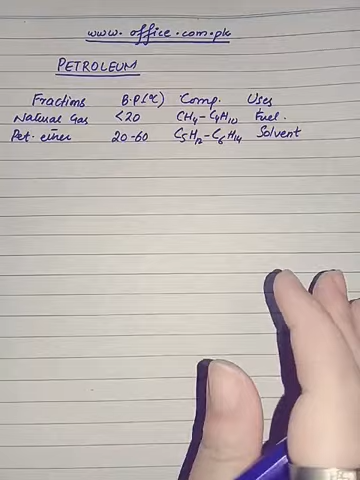 www.office.com.pk
PETROLEUM
Fractions B.P(°C) Comp. Uses
Natural Gas <20 CH4-C4H10 Fuel.
Pet. ether 20-60 C5H12-C6H14 Solvent